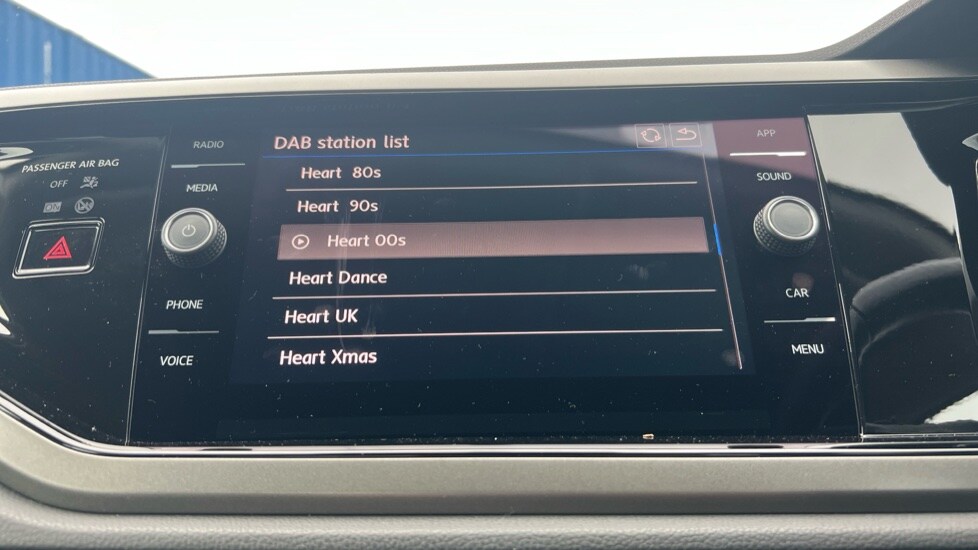 PASSENGER AIR BAG
OFF
RADIO
MEDIA
PHONE
VOICE
DAB station list
Heart 80s
Heart 90s
Heart 00s
Heart Dance
Heart UK
Heart Xmas
APP
SOUND
CAR
MENU